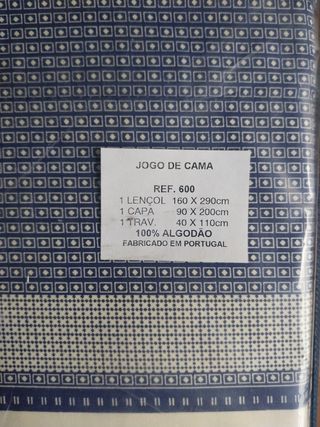 JOGO DE CAMA
REF. 600
1 LENÇOL 160 X 290cm
1 CAPA 90 X 200cm
1 TRAV. 40 X 110cm
100% ALGODÃO
FABRICADO EM PORTUGAL